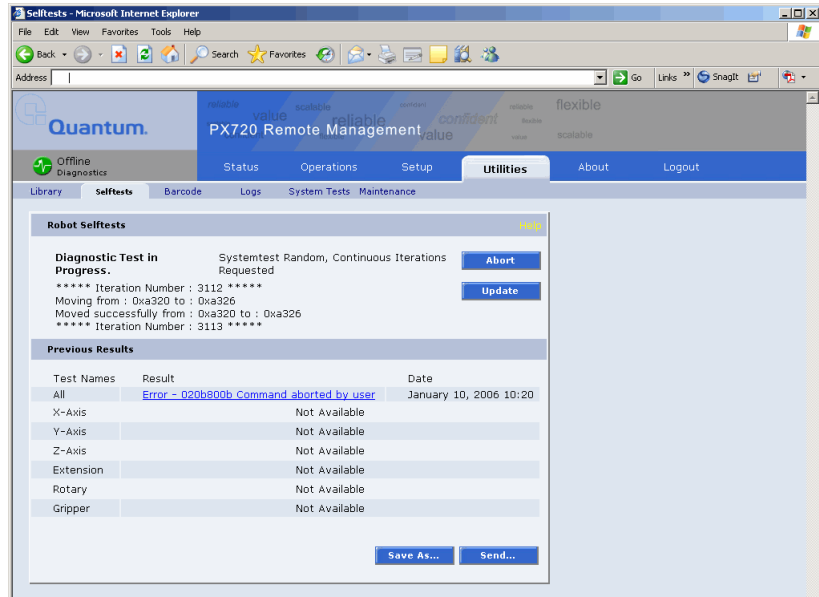 Selftests - Microsoft Internet Explorer
File Edit View Favorites Tools Help
Back Search Favorites
Address Go Links » SnagIt
Quantum.
reliable value scalable reliable confident reliable flexible
value scalable
PX720 Remote Management
Offline
Diagnostics
Status Operations Setup Utilities About Logout
Library Selftests Barcode Logs System Tests Maintenance
Robot Selftests Help
Diagnostic Test in Progress. Systemtest Random, Continuous Iterations Requested
Abort
***** Iteration Number : 3112 *****
Update
Moving from : 0xa320 to : 0xa326
Moved successfully from : 0xa320 to : 0xa326
***** Iteration Number : 3113 *****
Previous Results
Test Names Result Date
All Error - 020b800b Command aborted by user January 10, 2006 10:20
X-Axis Not Available
Y-Axis Not Available
Z-Axis Not Available
Extension Not Available
Rotary Not Available
Gripper Not Available
Save As... Send...